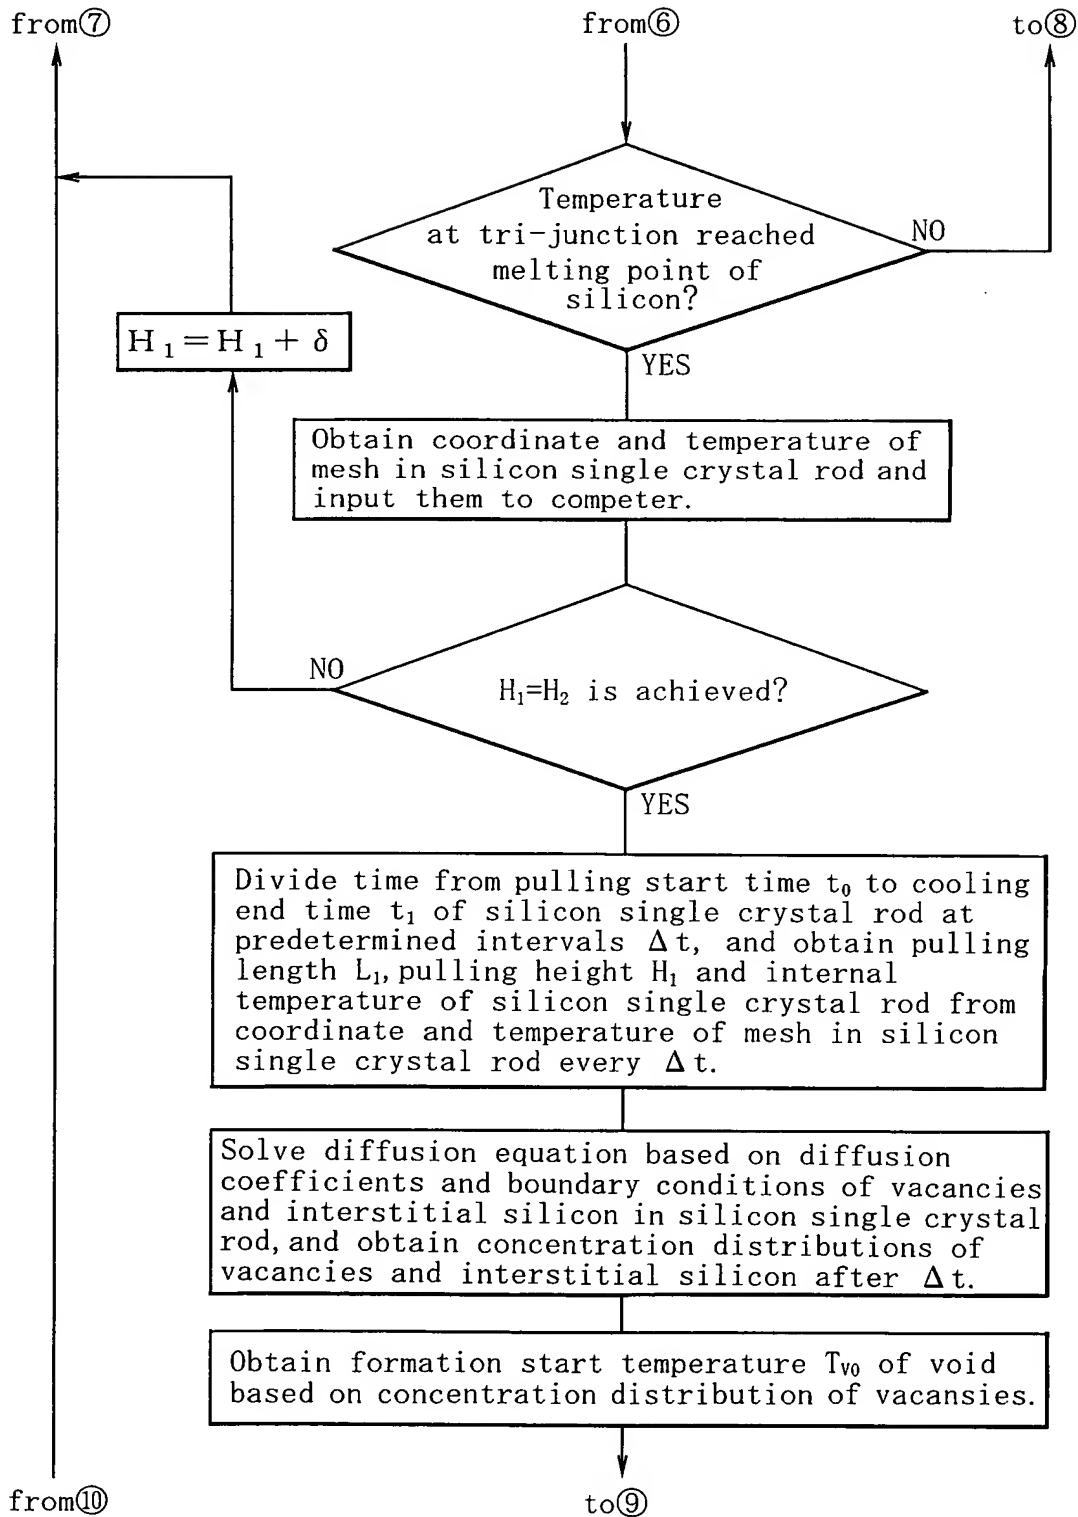 from⑦
from⑥
to⑧
Temperature
at tri-junction reached
melting point of
silicon?
NO
YES
H₁=H₁+δ
Obtain coordinate and temperature of
mesh in silicon single crystal rod and
input them to competer.
NO
H₁=H₂ is achieved?
YES
Divide time from pulling start time t₀ to cooling
end time t₁ of silicon single crystal rod at
predetermined intervals Δt, and obtain pulling
length L₁, pulling height H₁ and internal
temperature of silicon single crystal rod from
coordinate and temperature of mesh in silicon
single crystal rod every Δt.
Solve diffusion equation based on diffusion
coefficients and boundary conditions of vacancies
and interstitial silicon in silicon single crystal
rod, and obtain concentration distributions of
vacancies and interstitial silicon after Δt.
Obtain formation start temperature Tv₀ of void
based on concentration distribution of vacansies.
from⑩
to⑨